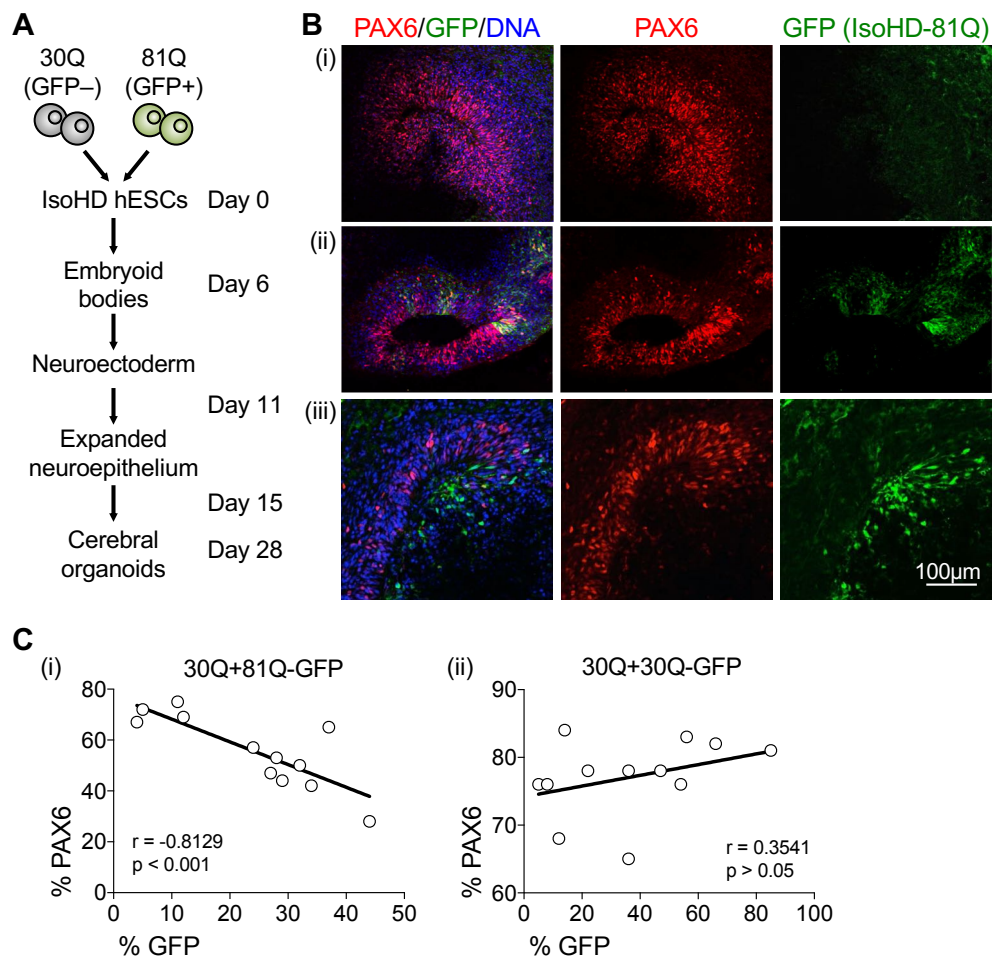 A
30Q
(GFP–)
81Q
(GFP+)
IsoHD hESCs
Day 0
Embryoid
bodies
Day 6
Neuroectoderm
Day 11
Expanded
neuroepithelium
Day 15
Cerebral
organoids
Day 28
B
PAX6/GFP/DNA
PAX6
GFP (IsoHD-81Q)
(i)
(ii)
(iii)
100µm
C
(i)
30Q+81Q-GFP
% PAX6
80
60
40
20
0
r = -0.8129
p < 0.001
0 10 20 30 40 50
% GFP
(ii)
30Q+30Q-GFP
% PAX6
90
80
70
60
r = 0.3541
p > 0.05
0 20 40 60 80 100
% GFP